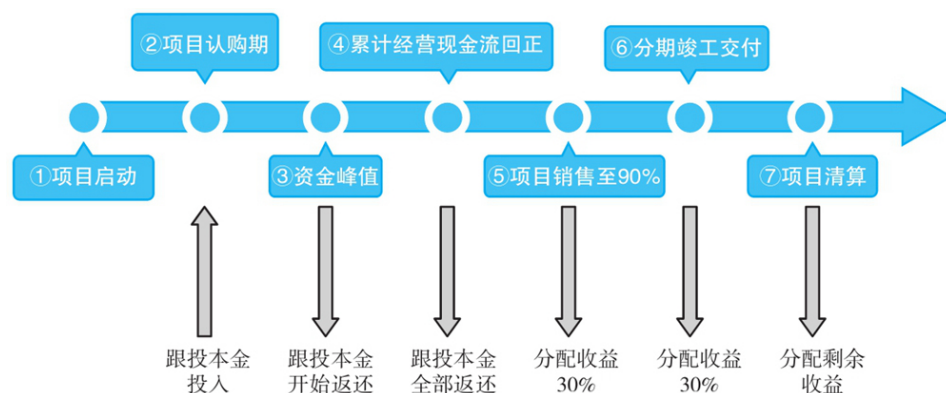 ②项目认购期
④累计经营现金流回正
⑥分期竣工交付
①项目启动
③资金峰值
⑤项目销售至90%
⑦项目清算
跟投本金
投入
跟投本金
开始返还
跟投本金
全部返还
分配收益
30%
分配收益
30%
分配剩余
收益